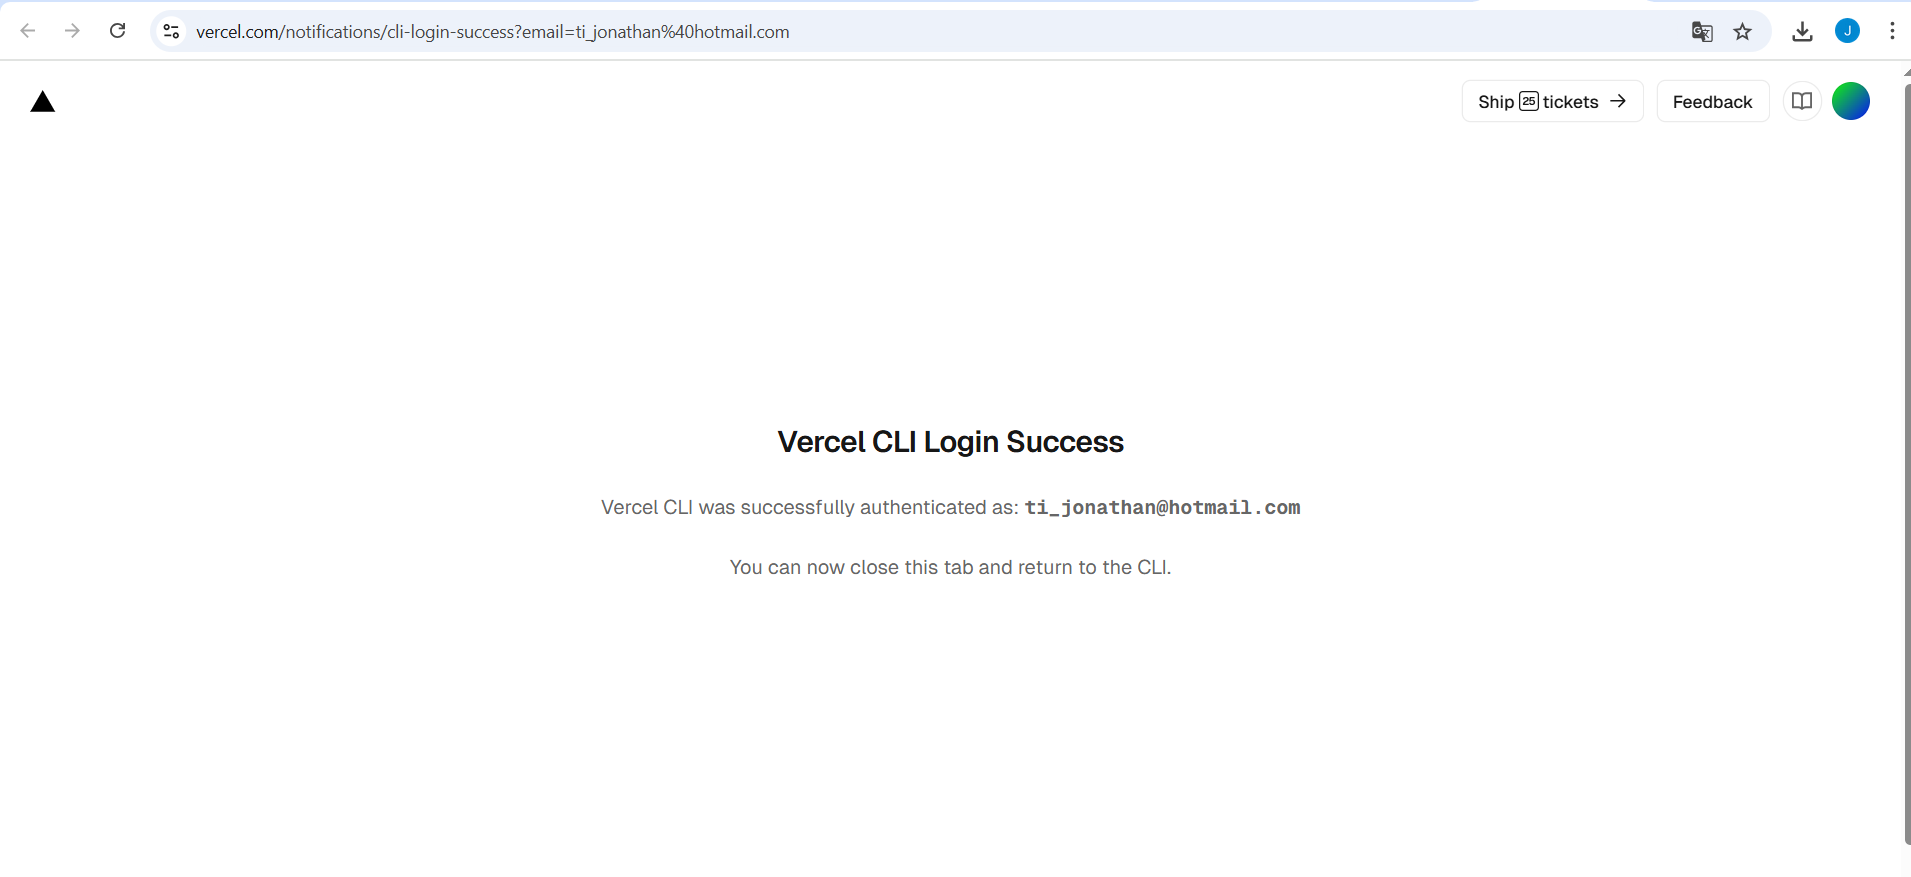 vercel.com/notifications/cli-login-success?email=ti_jonathan%40hotmail.com
J
Ship 25 tickets →
Feedback
Vercel CLI Login Success
Vercel CLI was successfully authenticated as: ti_jonathan@hotmail.com
You can now close this tab and return to the CLI.